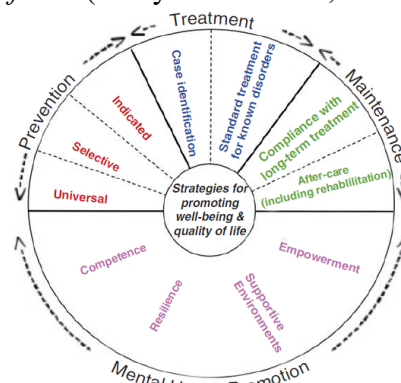 Treatment
Prevention
Maintenance
Case identification
Standard treatment
for known disorders
Indicated
Compliance with
long-term treatment
Selective
After-care
(including rehabilitation)
Universal
Strategies for
promoting
well-being &
quality of life
Competence
Empowerment
Resilience
Supportive
Environments
Mental